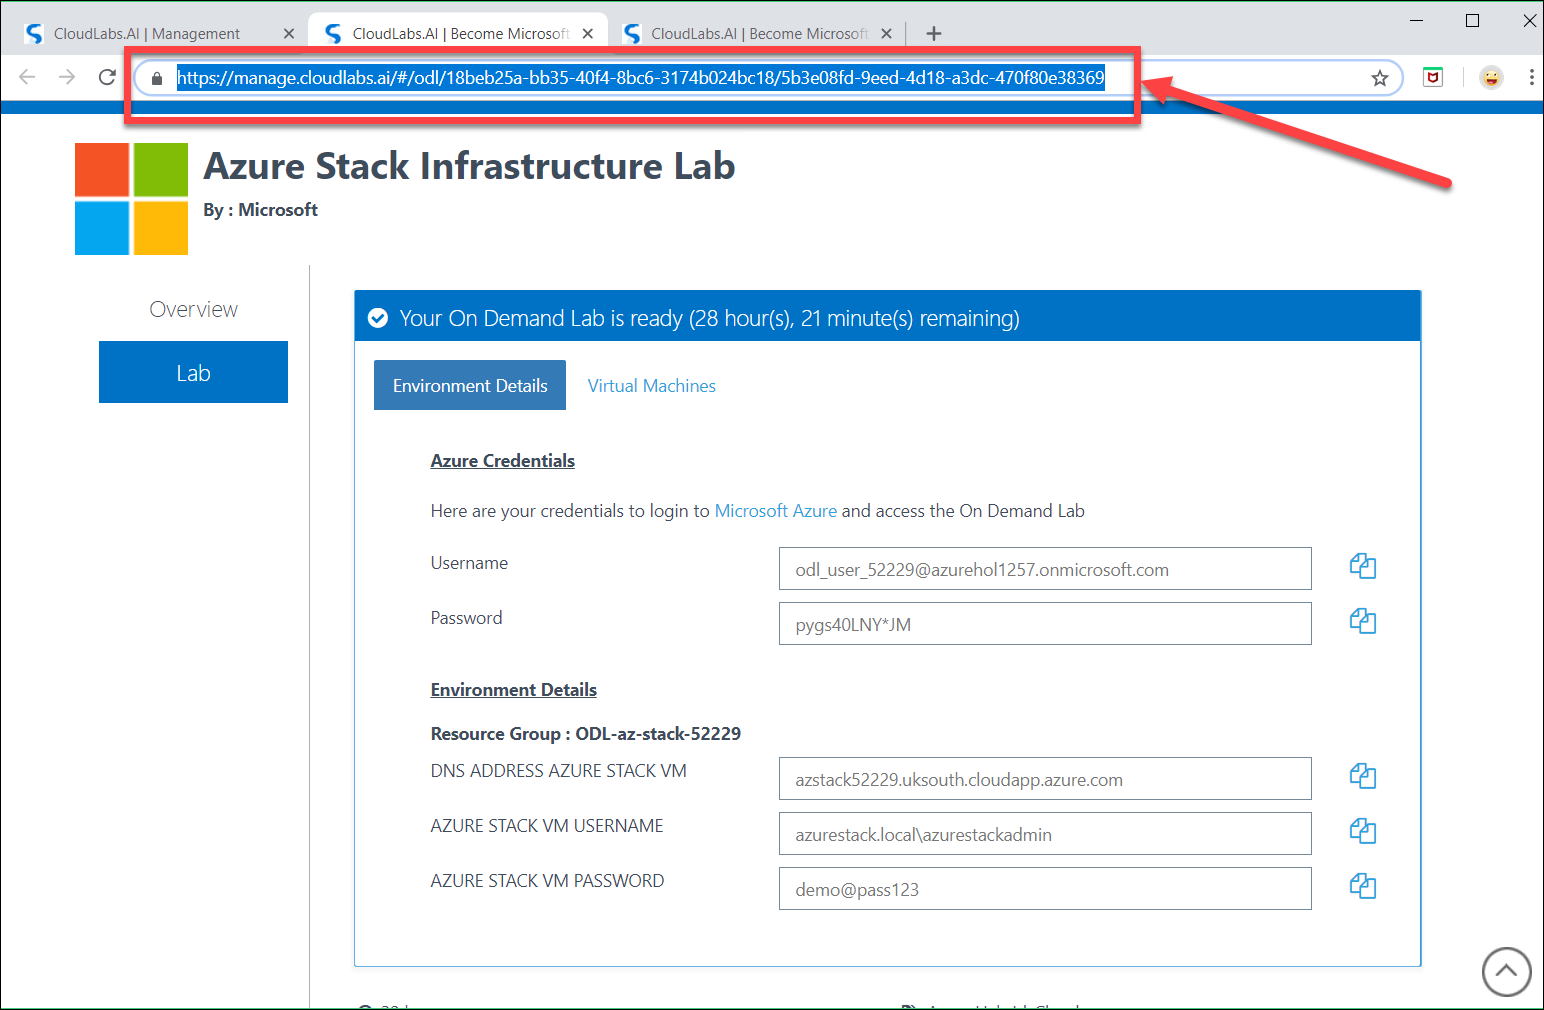 CloudLabs.AI | Management
CloudLabs.AI | Become Microsoft
CloudLabs.AI | Become Microsoft
https://manage.cloudlabs.ai/#/odl/18beb25a-bb35-40f4-8bc6-3174b024bc18/5b3e08fd-9eed-4d18-a3dc-470f80e38369
Azure Stack Infrastructure Lab
By : Microsoft
Overview
Lab
Your On Demand Lab is ready (28 hour(s), 21 minute(s) remaining)
Environment Details
Virtual Machines
Azure Credentials
Here are your credentials to login to Microsoft Azure and access the On Demand Lab
Username
odl_user_52229@azurehol1257.onmicrosoft.com
Password
pygs40LNY*JM
Environment Details
Resource Group : ODL-az-stack-52229
DNS ADDRESS AZURE STACK VM
azstack52229.uksouth.cloudapp.azure.com
AZURE STACK VM USERNAME
azurestack.local\azurestackadmin
AZURE STACK VM PASSWORD
demo@pass123